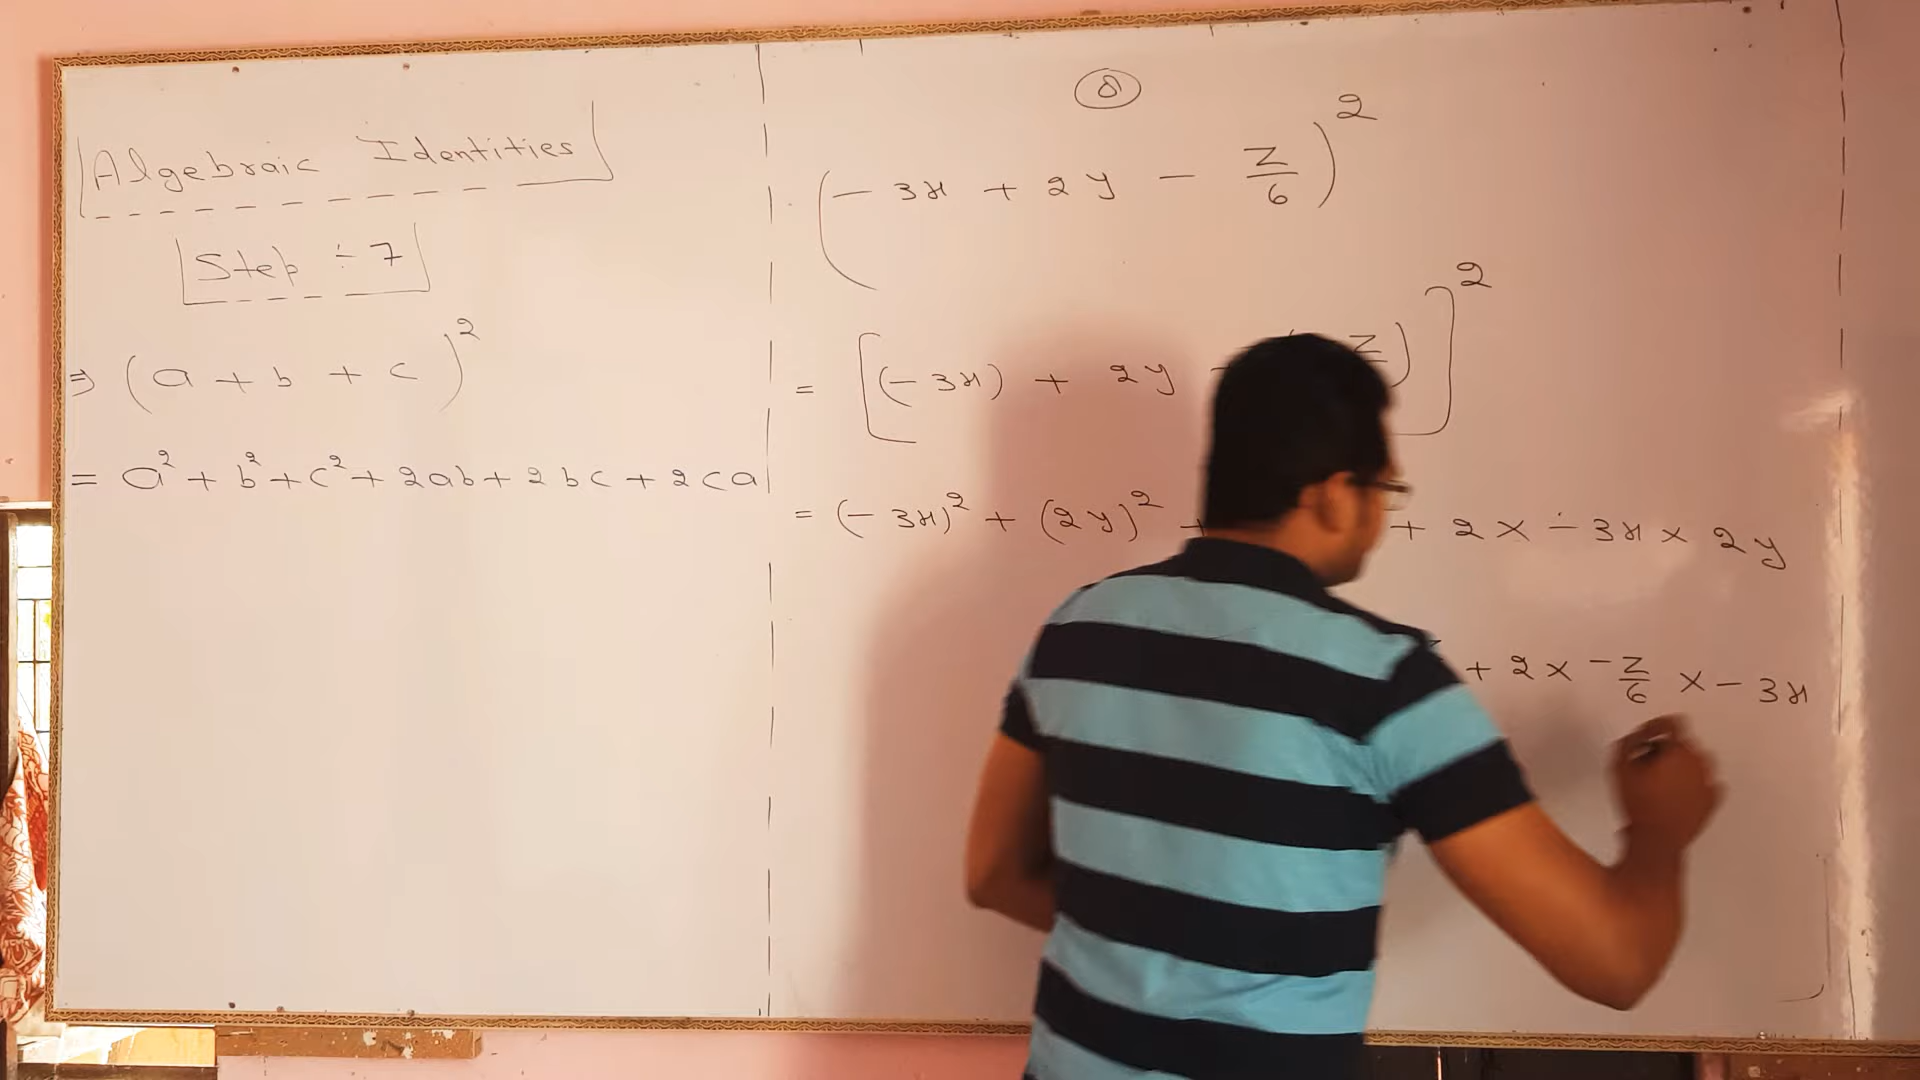 Algebraic Identities
Step ÷ 7
⇒ (a + b + c)²
= a² + b² + c² + 2ab + 2bc + 2ca
(- 3x + 2y - z/6)²
= [(- 3x) + 2y z )]²
= (- 3x)² + (2y)² + + 2 × - 3x × 2y
+ 2 × - z/6 × - 3x